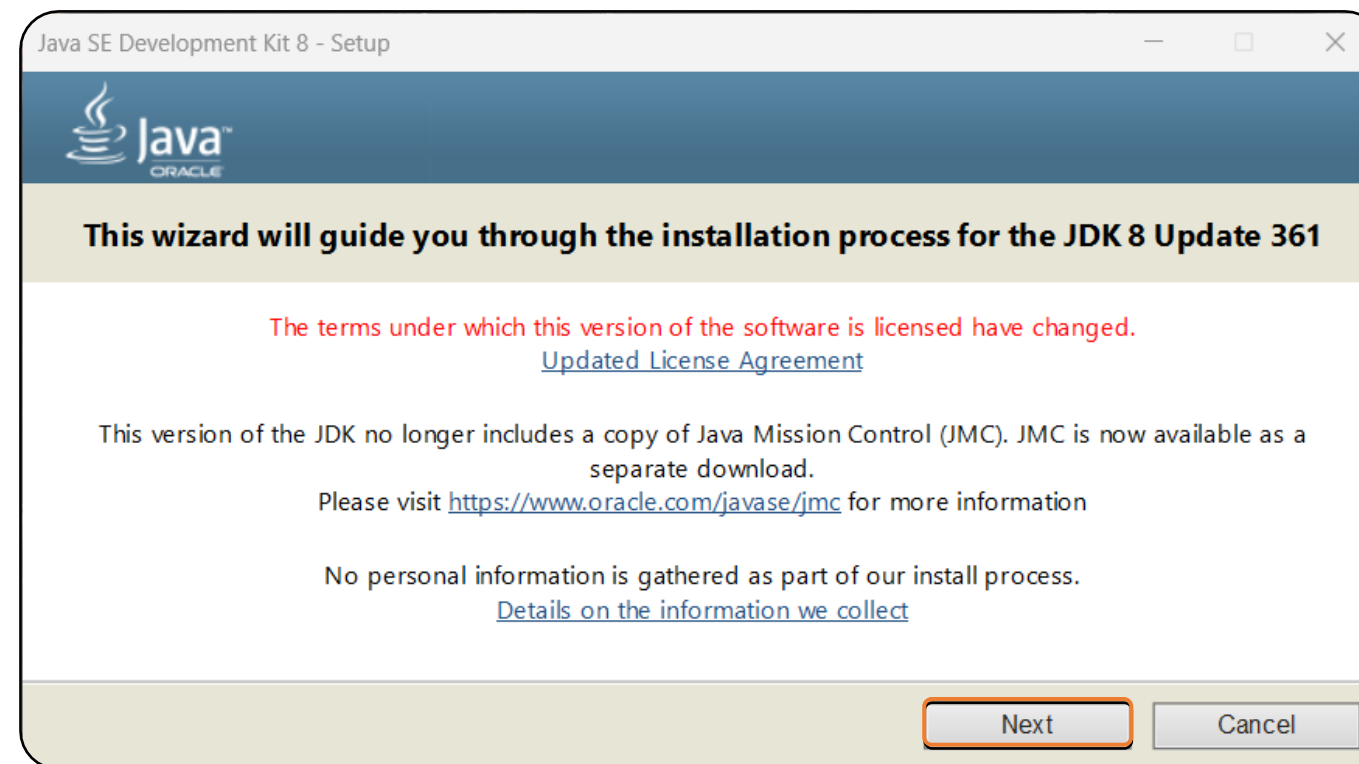 Java SE Development Kit 8 - Setup
Java™
ORACLE
This wizard will guide you through the installation process for the JDK 8 Update 361
The terms under which this version of the software is licensed have changed.
Updated License Agreement
This version of the JDK no longer includes a copy of Java Mission Control (JMC). JMC is now available as a
separate download.
Please visit https://www.oracle.com/javase/jmc for more information
No personal information is gathered as part of our install process.
Details on the information we collect
Next
Cancel